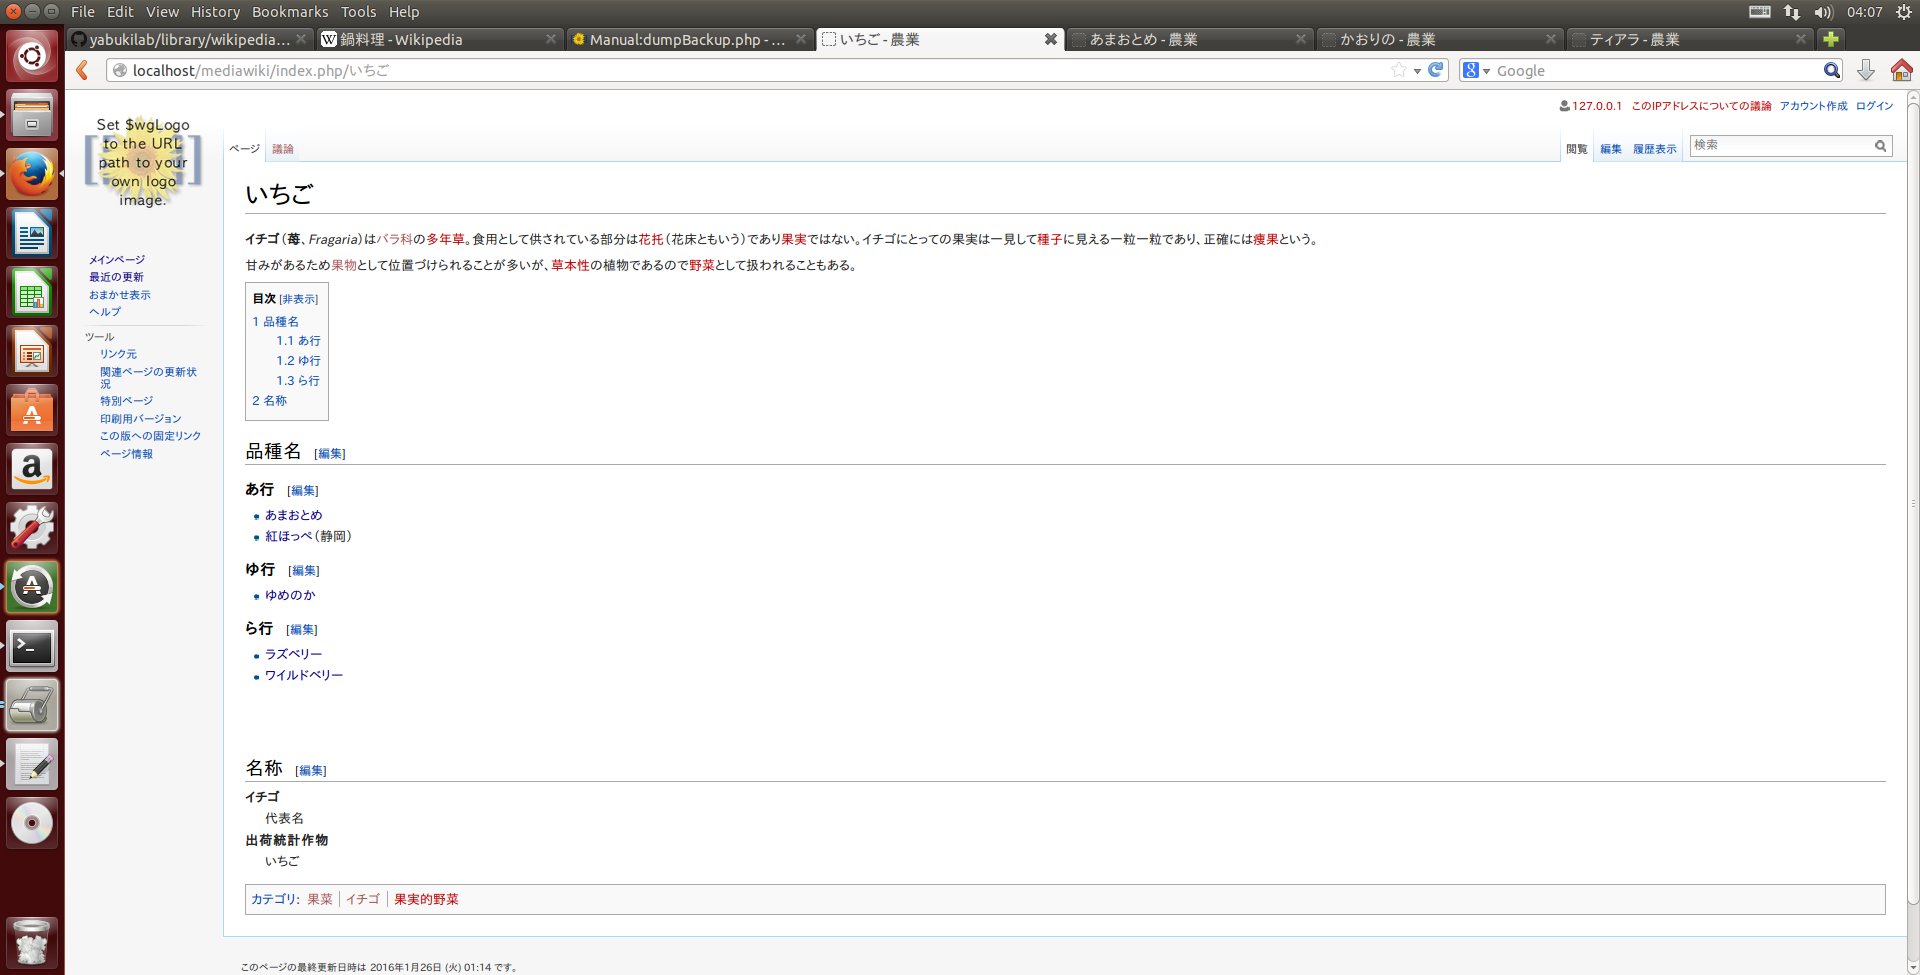 File Edit View History Bookmarks Tools Help
04:07
yabukilab/library/wikipedia...
鍋料理 - Wikipedia
Manual:dumpBackup.php - ...
いちご - 農業
あまおとめ - 農業
かおりの - 農業
ティアラ - 農業
localhost/mediawiki/index.php/いちご
Google
127.0.0.1 このIPアドレスについての議論 アカウント作成 ログイン
Set $wgLogo
to the URL
path to your
own logo
image.
ページ 議論
閲覧 編集 履歴表示
検索
メインページ
最近の更新
おまかせ表示
ヘルプ
ツール
リンク元
関連ページの更新状
況
特別ページ
印刷用バージョン
この版への固定リンク
ページ情報
いちご
イチゴ（苺、Fragaria）はバラ科の多年草。食用として供されている部分は花托（花床ともいう）であり果実ではない。イチゴにとっての果実は一見して種子に見える一粒一粒であり、正確には痩果という。
甘みがあるため果物として位置づけられることが多いが、草本性の植物であるので野菜として扱われることもある。
目次 [非表示]
1 品種名
1.1 あ行
1.2 ゆ行
1.3 ら行
2 名称
品種名 [編集]
あ行 [編集]
あまおとめ
紅ほっぺ（静岡）
ゆ行 [編集]
ゆめのか
ら行 [編集]
ラズベリー
ワイルドベリー
名称 [編集]
イチゴ
代表名
出荷統計作物
いちご
カテゴリ: 果菜 | イチゴ | 果実的野菜
このページの最終更新日時は 2016年1月26日 (火) 01:14 です。